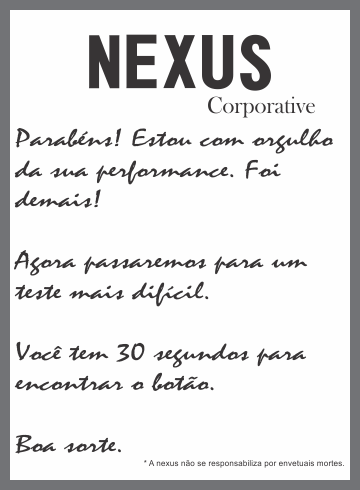 NEXUS
Corporative
Parabéns! Estou com orgulho
da sua performance. Foi
demais!
Agora passaremos para um
teste mais difícil.
Você tem 30 segundos para
encontrar o botão.
Boa sorte.
* A nexus não se responsabiliza por envetuais mortes.